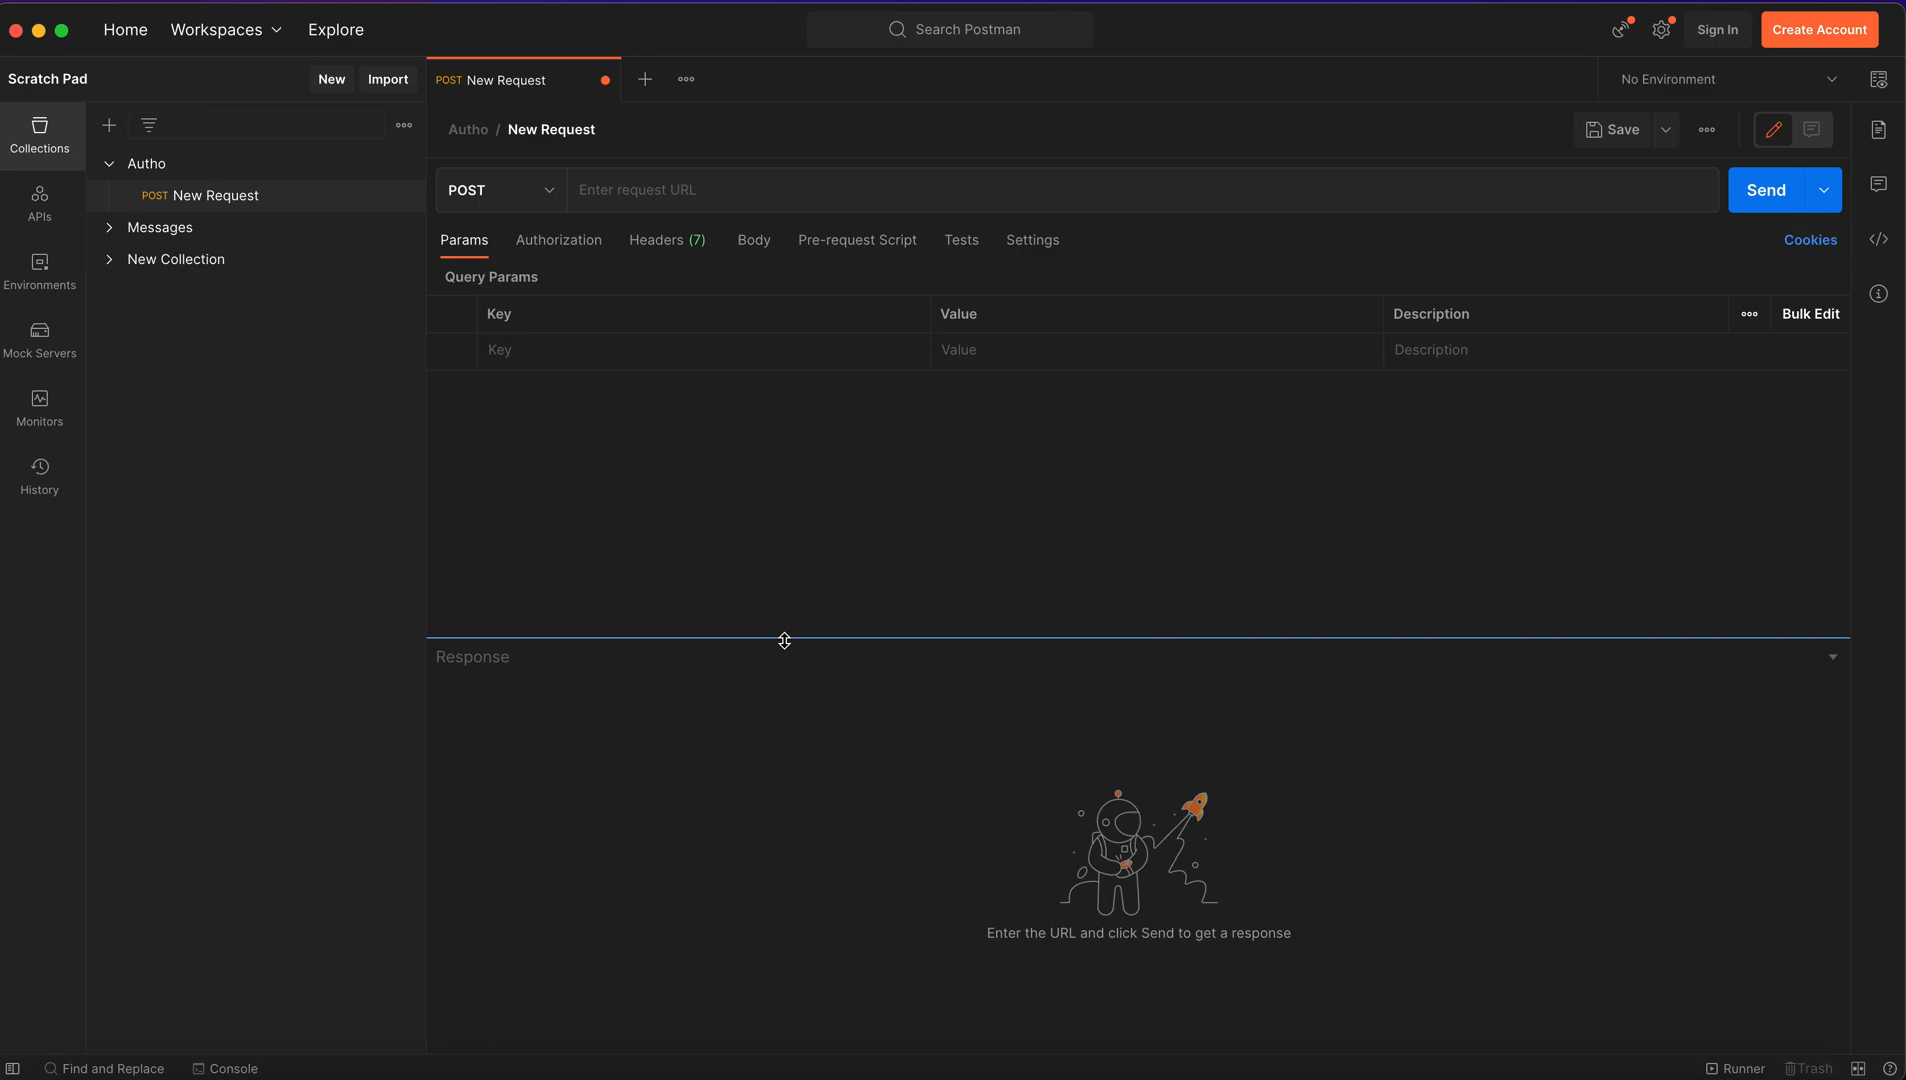 Home Workspaces Explore Search Postman Sign In Create Account
Scratch Pad New Import POST New Request No Environment
Autho / New Request Save
Collections
Autho
POST New Request
Messages
New Collection
APIs
Environments
Mock Servers
Monitors
History
POST Enter request URL Send
Params Authorization Headers (7) Body Pre-request Script Tests Settings Cookies
Query Params
Key Value Description Bulk Edit
Key Value Description
Response
Enter the URL and click Send to get a response
Find and Replace Console Runner Trash